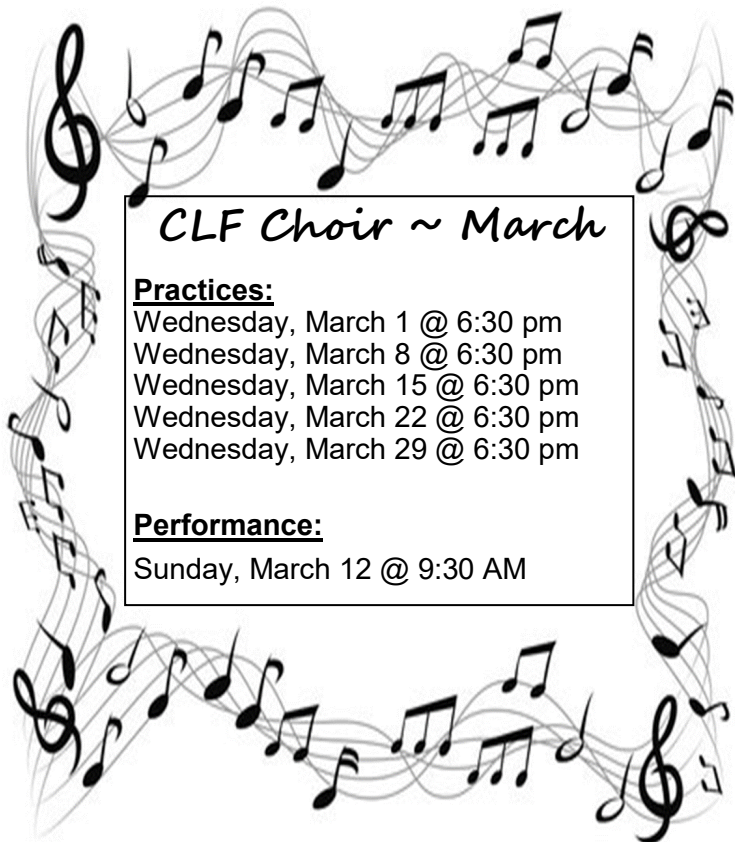 CLF Choir ~ March
Practices:
Wednesday, March 1 @ 6:30 pm
Wednesday, March 8 @ 6:30 pm
Wednesday, March 15 @ 6:30 pm
Wednesday, March 22 @ 6:30 pm
Wednesday, March 29 @ 6:30 pm
Performance:
Sunday, March 12 @ 9:30 AM